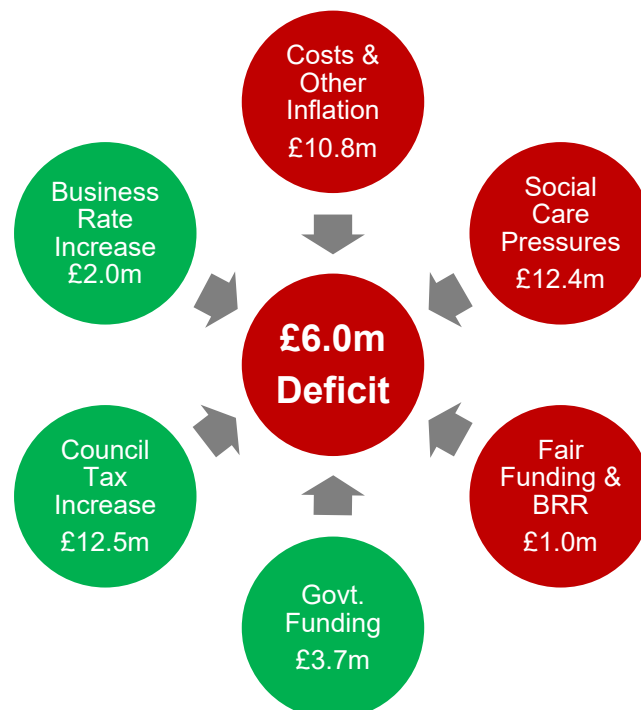 Costs &
Other
Inflation
£10.8m
Business
Rate
Increase
£2.0m
Social
Care
Pressures
£12.4m
£6.0m
Deficit
Council
Tax
Increase
£12.5m
Fair
Funding &
BRR
£1.0m
Govt.
Funding
£3.7m